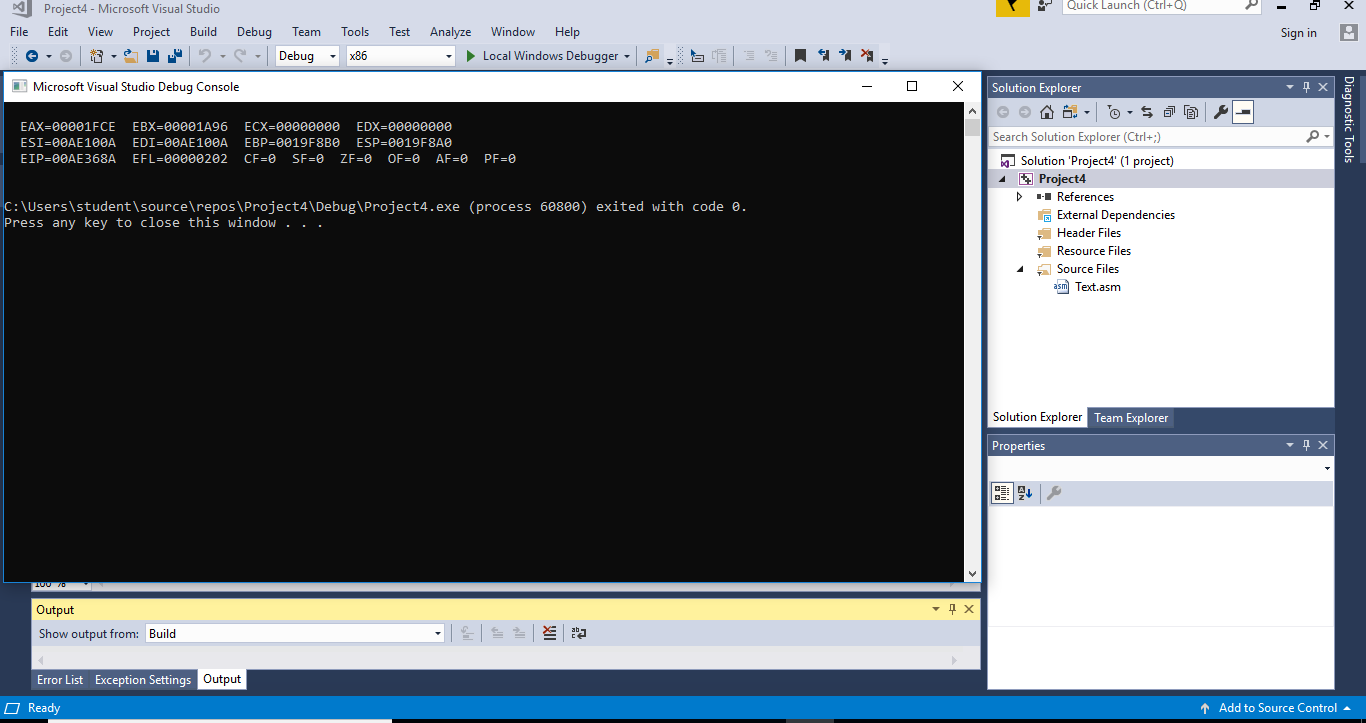 Project4 - Microsoft Visual Studio
Quick Launch (Ctrl+Q)
File Edit View Project Build Debug Team Tools Test Analyze Window Help
Sign in
Debug x86 Local Windows Debugger
Microsoft Visual Studio Debug Console
EAX=00001FCE EBX=00001A96 ECX=00000000 EDX=00000000
ESI=00AE100A EDI=00AE100A EBP=0019F8B0 ESP=0019F8A0
EIP=00AE368A EFL=00000202 CF=0 SF=0 ZF=0 OF=0 AF=0 PF=0
C:\Users\student\source\repos\Project4\Debug\Project4.exe (process 60800) exited with code 0.
Press any key to close this window . . .
Solution Explorer
Search Solution Explorer (Ctrl+;)
Solution 'Project4' (1 project)
Project4
References
External Dependencies
Header Files
Resource Files
Source Files
asm Text.asm
Solution Explorer Team Explorer
Diagnostic Tools
Properties
100 %
Output
Show output from: Build
Error List Exception Settings Output
Ready
Add to Source Control